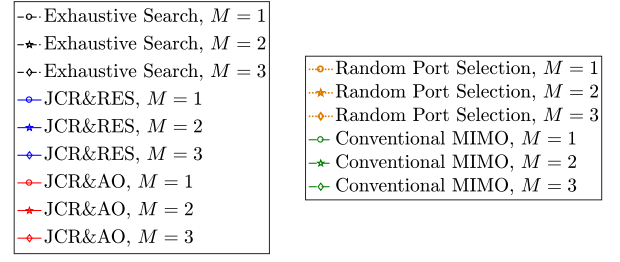 Exhaustive Search, M = 1
Exhaustive Search, M = 2
Exhaustive Search, M = 3
JCR&RES, M = 1
JCR&RES, M = 2
JCR&RES, M = 3
JCR&AO, M = 1
JCR&AO, M = 2
JCR&AO, M = 3
Random Port Selection, M = 1
Random Port Selection, M = 2
Random Port Selection, M = 3
Conventional MIMO, M = 1
Conventional MIMO, M = 2
Conventional MIMO, M = 3